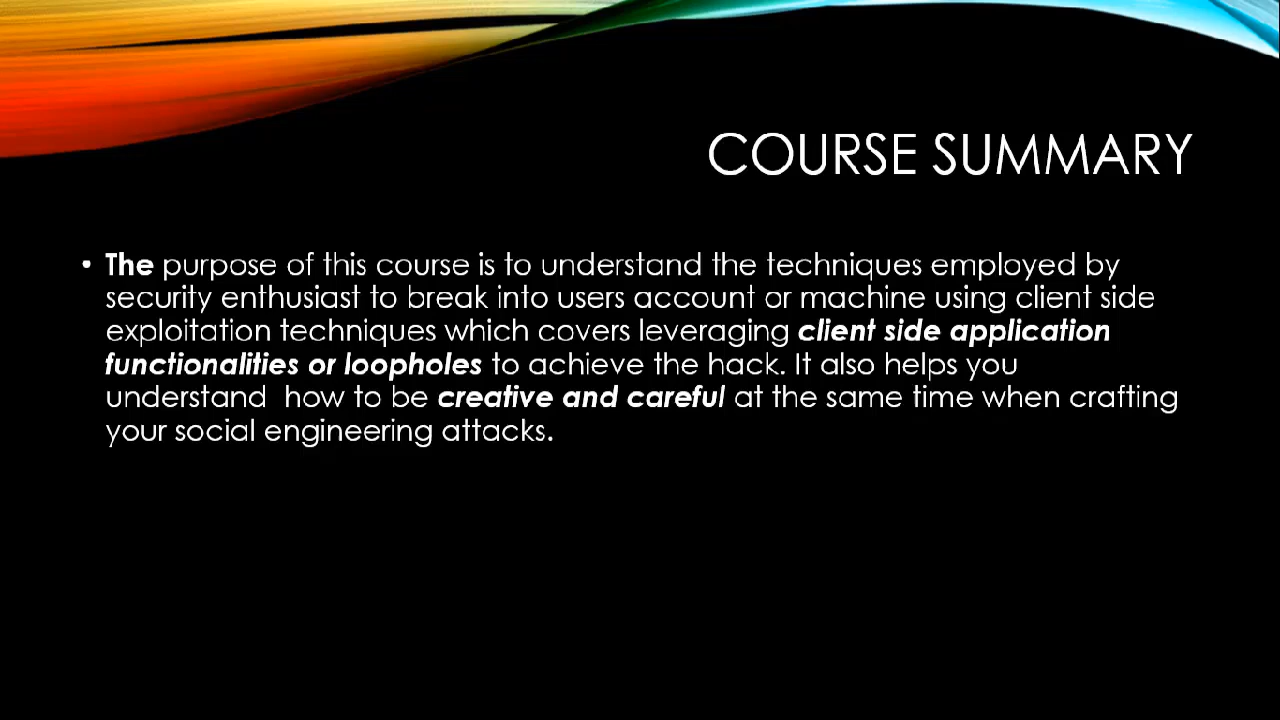 COURSE SUMMARY
• The purpose of this course is to understand the techniques employed by
security enthusiast to break into users account or machine using client side
exploitation techniques which covers leveraging client side application
functionalities or loopholes to achieve the hack. It also helps you
understand  how to be creative and careful at the same time when crafting
your social engineering attacks.